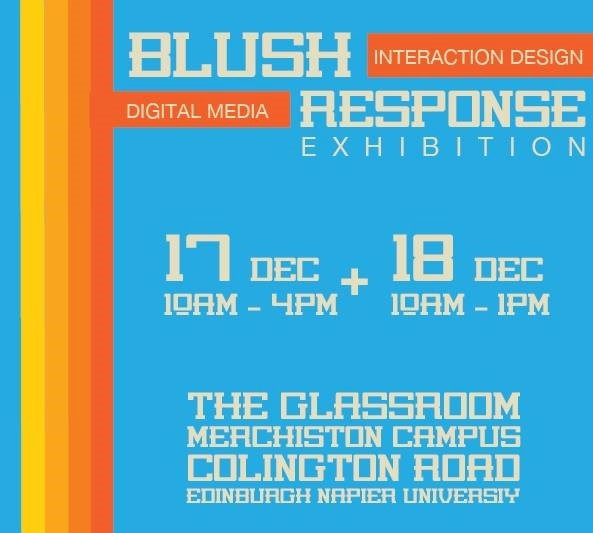 BLUSH INTERACTION DESIGN
DIGITAL MEDIA RESPONSE
EXHIBITION
17 DEC + 18 DEC
10AM - 4PM 10AM - 1PM
THE GLASSROOM
MERCHISTON CAMPUS
COLINGTON ROAD
EDINBURGH NAPIER UNIVERSIY